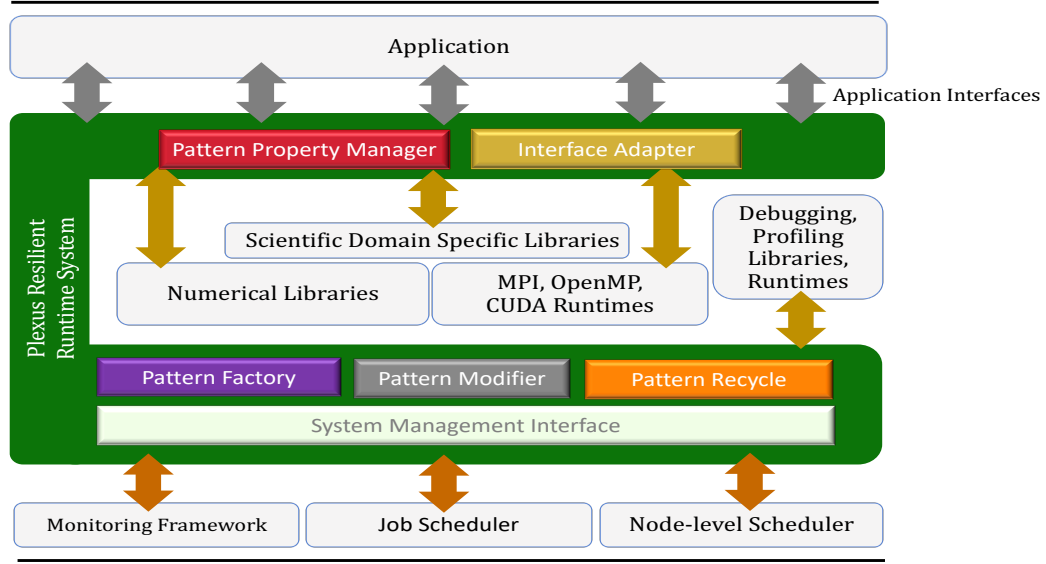 Application
Application Interfaces
Pattern Property Manager
Interface Adapter
Plexus Resilient
Runtime System
Scientific Domain Specific Libraries
Debugging,
Profiling
Libraries,
Runtimes
Numerical Libraries
MPI, OpenMP,
CUDA Runtimes
Pattern Factory
Pattern Modifier
Pattern Recycle
System Management Interface
Monitoring Framework
Job Scheduler
Node-level Scheduler